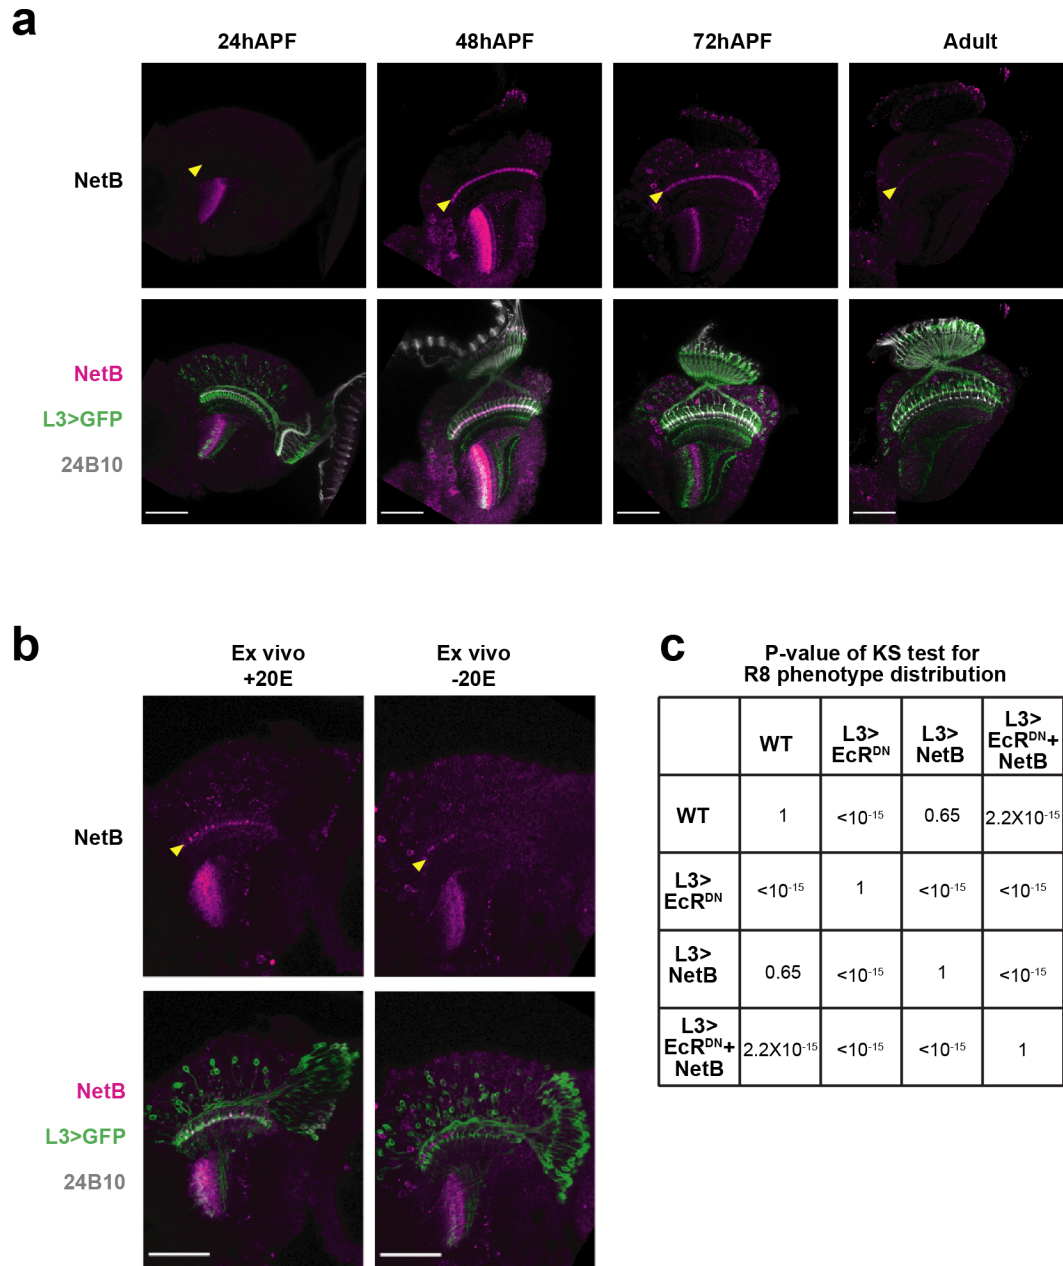 a
24hAPF 48hAPF 72hAPF Adult
NetB
NetB
L3>GFP
24B10
b
Ex vivo
+20E
Ex vivo
-20E
NetB
NetB
L3>GFP
24B10
c
P-value of KS test for
R8 phenotype distribution
WT L3> EcR^DN L3> NetB L3> EcR^DN+ NetB
WT 1 <10^-15 0.65 2.2X10^-15
L3> EcR^DN <10^-15 1 <10^-15 <10^-15
L3> NetB 0.65 <10^-15 1 <10^-15
L3> EcR^DN+ NetB 2.2X10^-15 <10^-15 <10^-15 1